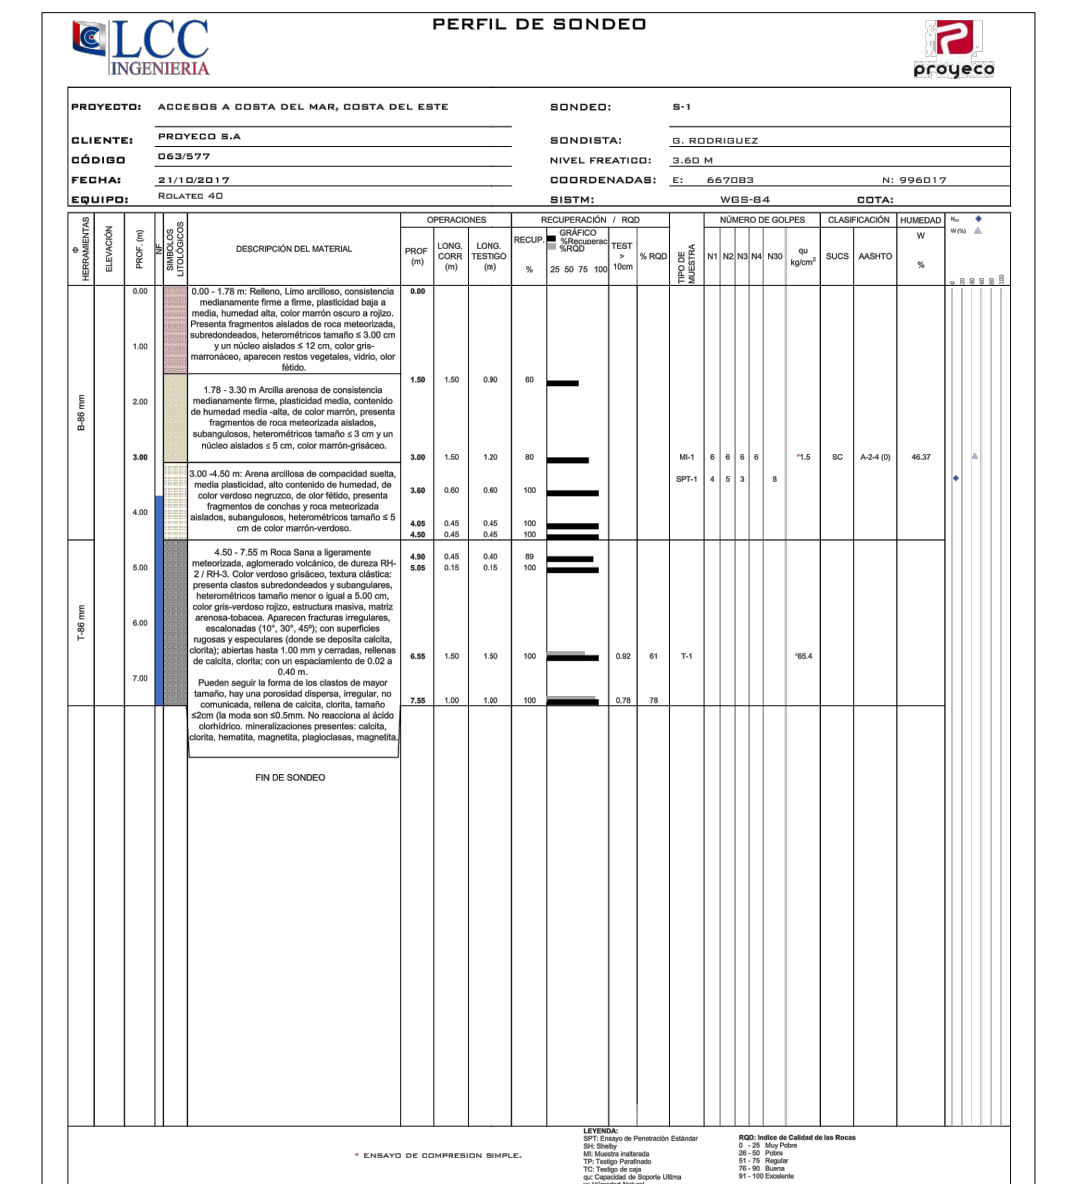 PERFIL DE SONDEO
LCC
INGENIERIA
proyeco
PROYECTO: ACCESOS A COSTA DEL MAR, COSTA DEL ESTE SONDEO: S-1
CLIENTE: PROYECO S.A SONDISTA: G. RODRIGUEZ
CÓDIGO 063/577 NIVEL FREATICO: 3.60 M
FECHA: 21/10/2017 COORDENADAS: E: 667083 N: 996017
EQUIPO: ROLATEC 40 SISTM: WGS-84 COTA:
Φ HERRAMIENTAS
ELEVACIÓN
PROF. (m)
NF
SIMBOLOS LITOLÓGICOS
DESCRIPCIÓN DEL MATERIAL
OPERACIONES
PROF (m)
LONG. CORR (m)
LONG. TESTIGO (m)
RECUPERACIÓN / RQD
RECUP. %
GRÁFICO
%Recuperac
%RQD
25 50 75 100
TEST > 10cm
% RQD
TIPO DE MUESTRA
NÚMERO DE GOLPES
N1 N2 N3 N4 N30
qu kg/cm²
CLASIFICACIÓN
SUCS AASHTO
HUMEDAD
W
%
W (%)
0 20 40 60 80 100
B-86 mm
T-86 mm
0.00
1.00
2.00
3.00
4.00
5.00
6.00
7.00
0.00 - 1.78 m: Relleno, Limo arcilloso, consistencia
medianamente firme a firme, plasticidad baja a
media, humedad alta, color marrón oscuro a rojizo.
Presenta fragmentos aislados de roca meteorizada,
subredondeados, heterométricos tamaño ≤ 3.00 cm
y un núcleo aislados ≤ 12 cm, color gris-
marronáceo, aparecen restos vegetales, vidrio, olor
fétido.
1.78 - 3.30 m Arcilla arenosa de consistencia
medianamente firme, plasticidad media, contenido
de humedad media -alta, de color marrón, presenta
fragmentos de roca meteorizada aislados,
subangulosos, heterométricos tamaño ≤ 3 cm y un
núcleo aislados ≤ 5 cm, color marrón-grisáceo.
3.00 -4.50 m: Arena arcillosa de compacidad suelta,
media plasticidad, alto contenido de humedad, de
color verdoso negruzco, de olor fétido, presenta
fragmentos de conchas y roca meteorizada
aislados, subangulosos, heterométricos tamaño ≤ 5
cm de color marrón-verdoso.
4.50 - 7.55 m Roca Sana a ligeramente
meteorizada, aglomerado volcánico, de dureza RH-
2 / RH-3. Color verdoso grisáceo, textura clástica:
presenta clastos subredondeados y subangulares,
heterométricos tamaño menor o igual a 5.00 cm,
color gris-verdoso rojizo, estructura masiva, matriz
arenosa-tobacea. Aparecen fracturas irregulares,
escalonadas (10°, 30°, 45º); con superficies
rugosas y especulares (donde se deposita calcita,
clorita); abiertas hasta 1.00 mm y cerradas, rellenas
de calcita, clorita; con un espaciamiento de 0.02 a
0.40 m.
Pueden seguir la forma de los clastos de mayor
tamaño, hay una porosidad dispersa, irregular, no
comunicada, rellena de calcita, clorita, tamaño
≤2cm (la moda son ≤0.5mm. No reacciona al ácido
clorhídrico. mineralizaciones presentes: calcita,
clorita, hematita, magnetita, plagioclasas, magnetita.
FIN DE SONDEO
0.00
1.50 1.50 0.90 60
3.00 1.50 1.20 80 MI-1 6 6 6 6 *1.5 SC A-2-4 (0) 46.37
SPT-1 4 5 3 8
3.60 0.60 0.60 100
4.05 0.45 0.45 100
4.50 0.45 0.45 100
4.90 0.45 0.40 89
5.05 0.15 0.15 100
6.55 1.50 1.50 100 0.92 61 T-1 *65.4
7.55 1.00 1.00 100 0.78 78
* ENSAYO DE COMPRESION SIMPLE.
LEYENDA:
SPT: Ensayo de Penetración Estándar
SH: Shelby
MI: Muestra inalterada
TP: Testigo Parafinado
TC: Testigo de caja
qu: Capacidad de Soporte Ultima
RQD: Indice de Calidad de las Rocas
0 - 25 Muy Pobre
26 - 50 Pobre
51 - 75 Regular
76 - 90 Buena
91 - 100 Excelente